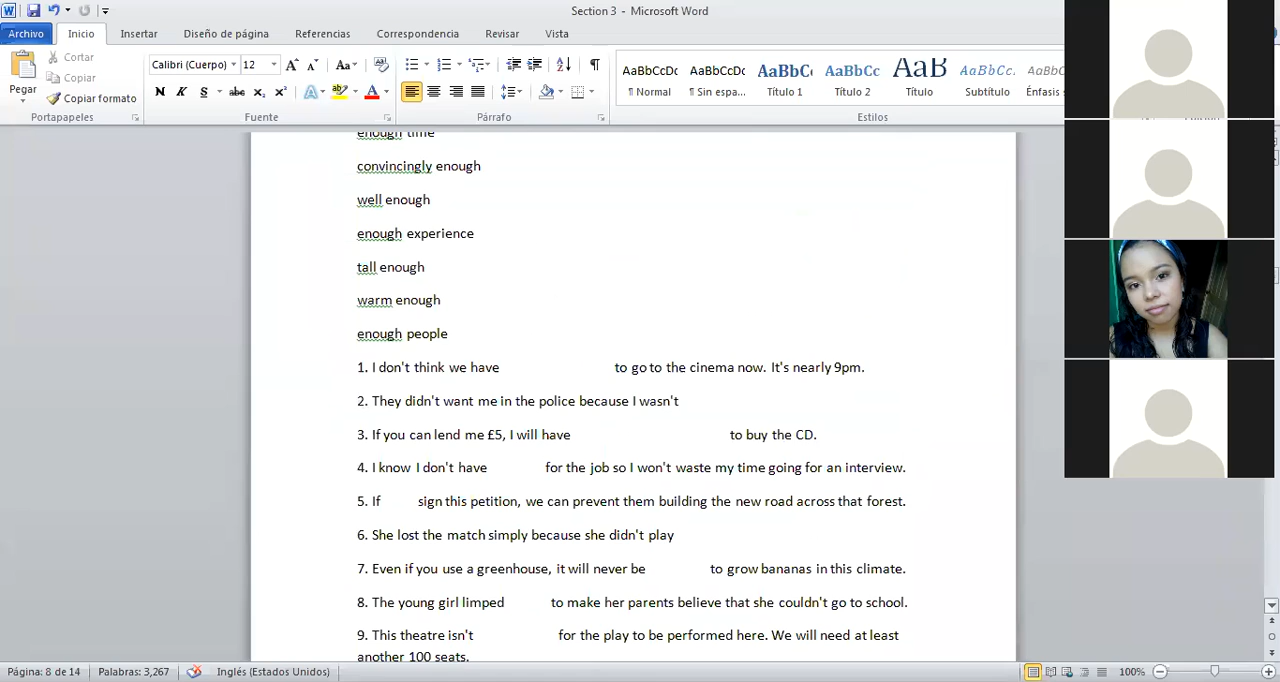 Section 3 - Microsoft Word
Archivo Inicio Insertar Diseño de página Referencias Correspondencia Revisar Vista
Pegar
Cortar
Copiar
Copiar formato
Portapapeles
Calibri (Cuerpo) 12
Fuente
Párrafo
AaBbCcDc AaBbCcDc AaBbC AaBbCc AaB AaBbCc. AaBbCc
¶ Normal ¶ Sin espa... Título 1 Título 2 Título Subtítulo Énfasis
Estilos
enough time
convincingly enough
well enough
enough experience
tall enough
warm enough
enough people
1. I don't think we have to go to the cinema now. It's nearly 9pm.
2. They didn't want me in the police because I wasn't
3. If you can lend me £5, I will have to buy the CD.
4. I know I don't have for the job so I won't waste my time going for an interview.
5. If sign this petition, we can prevent them building the new road across that forest.
6. She lost the match simply because she didn't play
7. Even if you use a greenhouse, it will never be to grow bananas in this climate.
8. The young girl limped to make her parents believe that she couldn't go to school.
9. This theatre isn't for the play to be performed here. We will need at least
another 100 seats.
Página: 8 de 14 Palabras: 3,267 Inglés (Estados Unidos) 100%